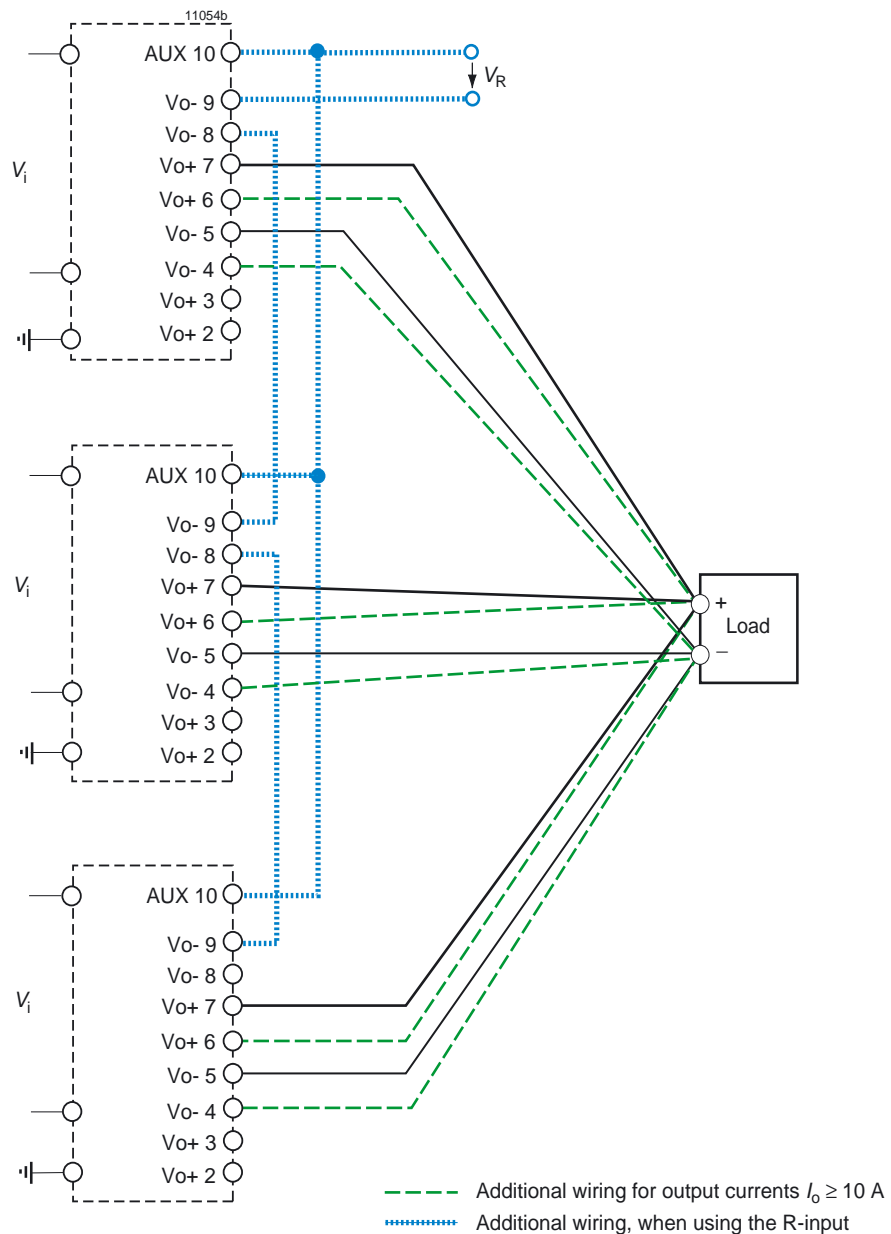 11054b
AUX 10
V_R
Vo- 9
Vo- 8
V_i
Vo+ 7
Vo+ 6
Vo- 5
Vo- 4
Vo+ 3
Vo+ 2
AUX 10
Vo- 9
Vo- 8
V_i
Vo+ 7
Vo+ 6
Vo- 5
Vo- 4
Vo+ 3
Vo+ 2
+
Load
–
AUX 10
Vo- 9
Vo- 8
V_i
Vo+ 7
Vo+ 6
Vo- 5
Vo- 4
Vo+ 3
Vo+ 2
Additional wiring for output currents I_o ≥ 10 A
Additional wiring, when using the R-input